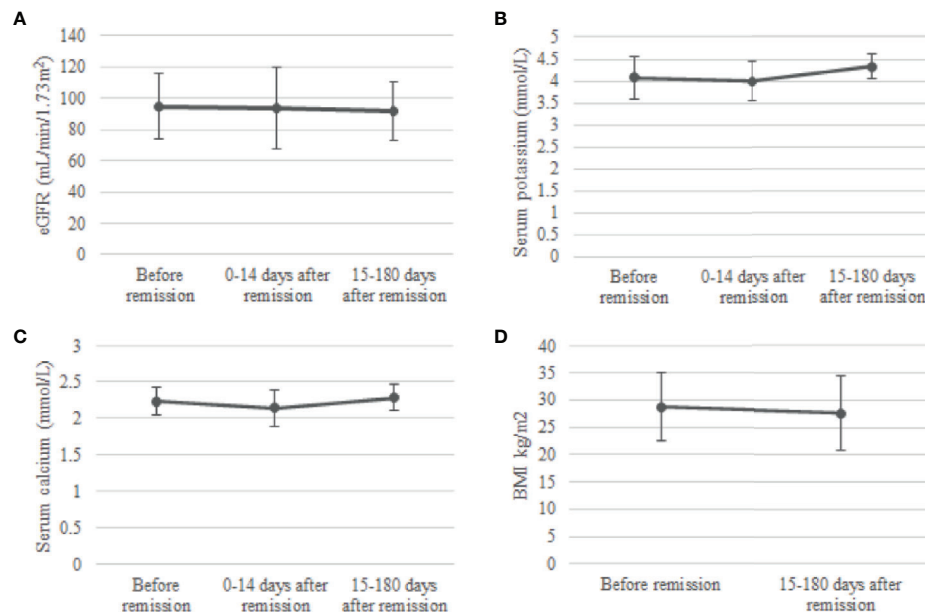 A
eGFR (mL/min/1.73m²)
140
120
100
80
60
40
20
0
Before
remission
0-14 days after
remission
15-180 days
after remission
B
Serum potassium (mmol/L)
5
4.5
4
3.5
3
2.5
2
1.5
1
0.5
0
Before
remission
0-14 days after
remission
15-180 days
after remission
C
Serum calcium (mmol/L)
3
2.5
2
1.5
1
0.5
0
Before
remission
0-14 days after
remission
15-180 days
after remission
D
BMI kg/m2
40
35
30
25
20
15
10
5
0
Before remission
15-180 days after
remission